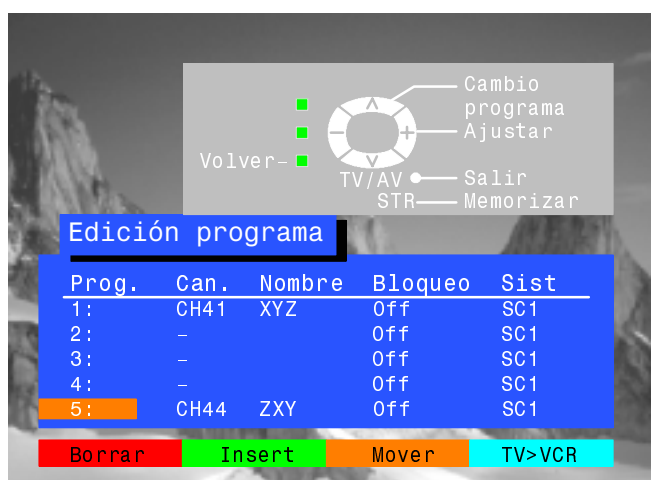 Cambio
programa
Ajustar
Volver–
TV/AV Salir
STR Memorizar
Edición programa
Prog. Can. Nombre Bloqueo Sist
1: CH41 XYZ Off SC1
2: – Off SC1
3: – Off SC1
4: – Off SC1
5: CH44 ZXY Off SC1
Borrar Insert Mover TV>VCR